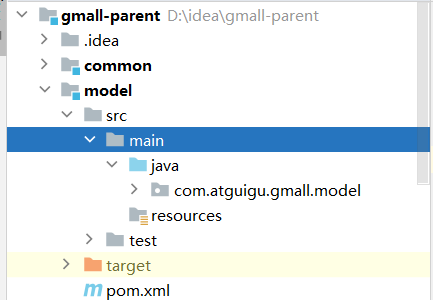 gmall-parent D:\idea\gmall-parent
.idea
common
model
src
main
java
com.atguigu.gmall.model
resources
test
target
pom.xml